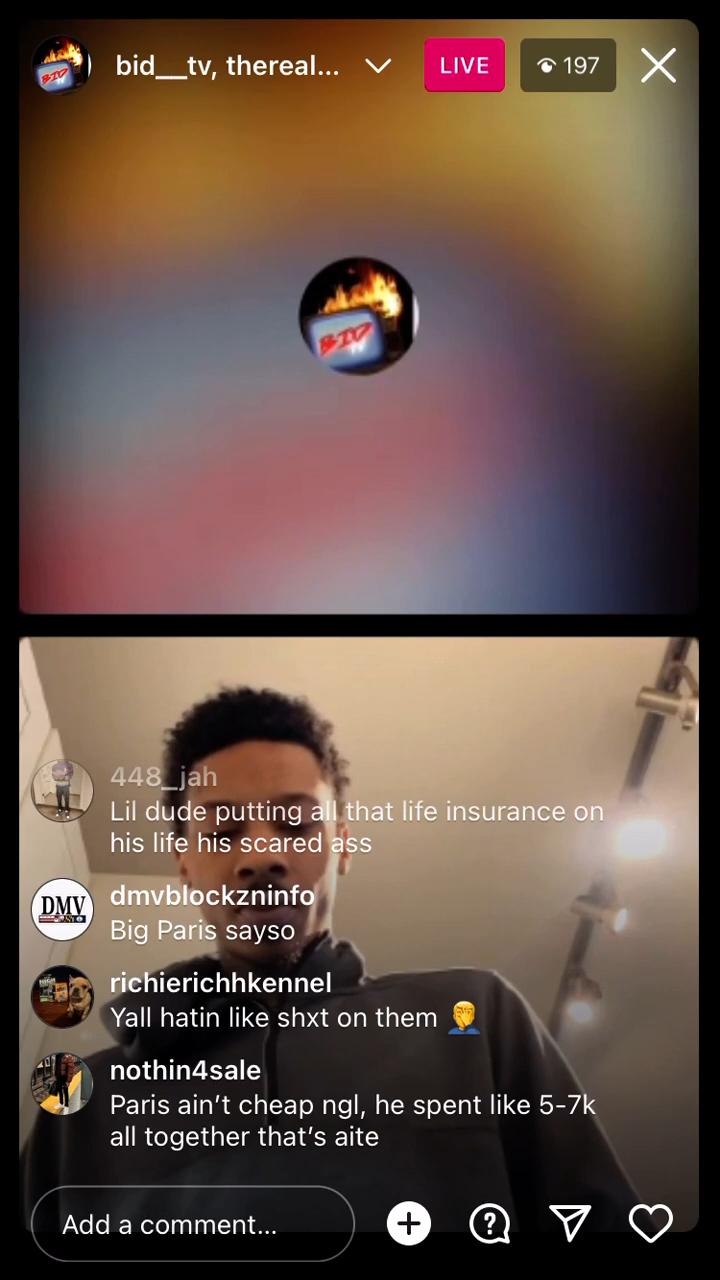 bid__tv, thereal...
LIVE
197
BID
448_jah
Lil dude putting all that life insurance on
his life his scared ass
DMV
dmvblockzninfo
Big Paris sayso
richierichhkennel
Yall hatin like shxt on them 🤦‍♂️
nothin4sale
Paris ain’t cheap ngl, he spent like 5-7k
all together that’s aite
Add a comment...